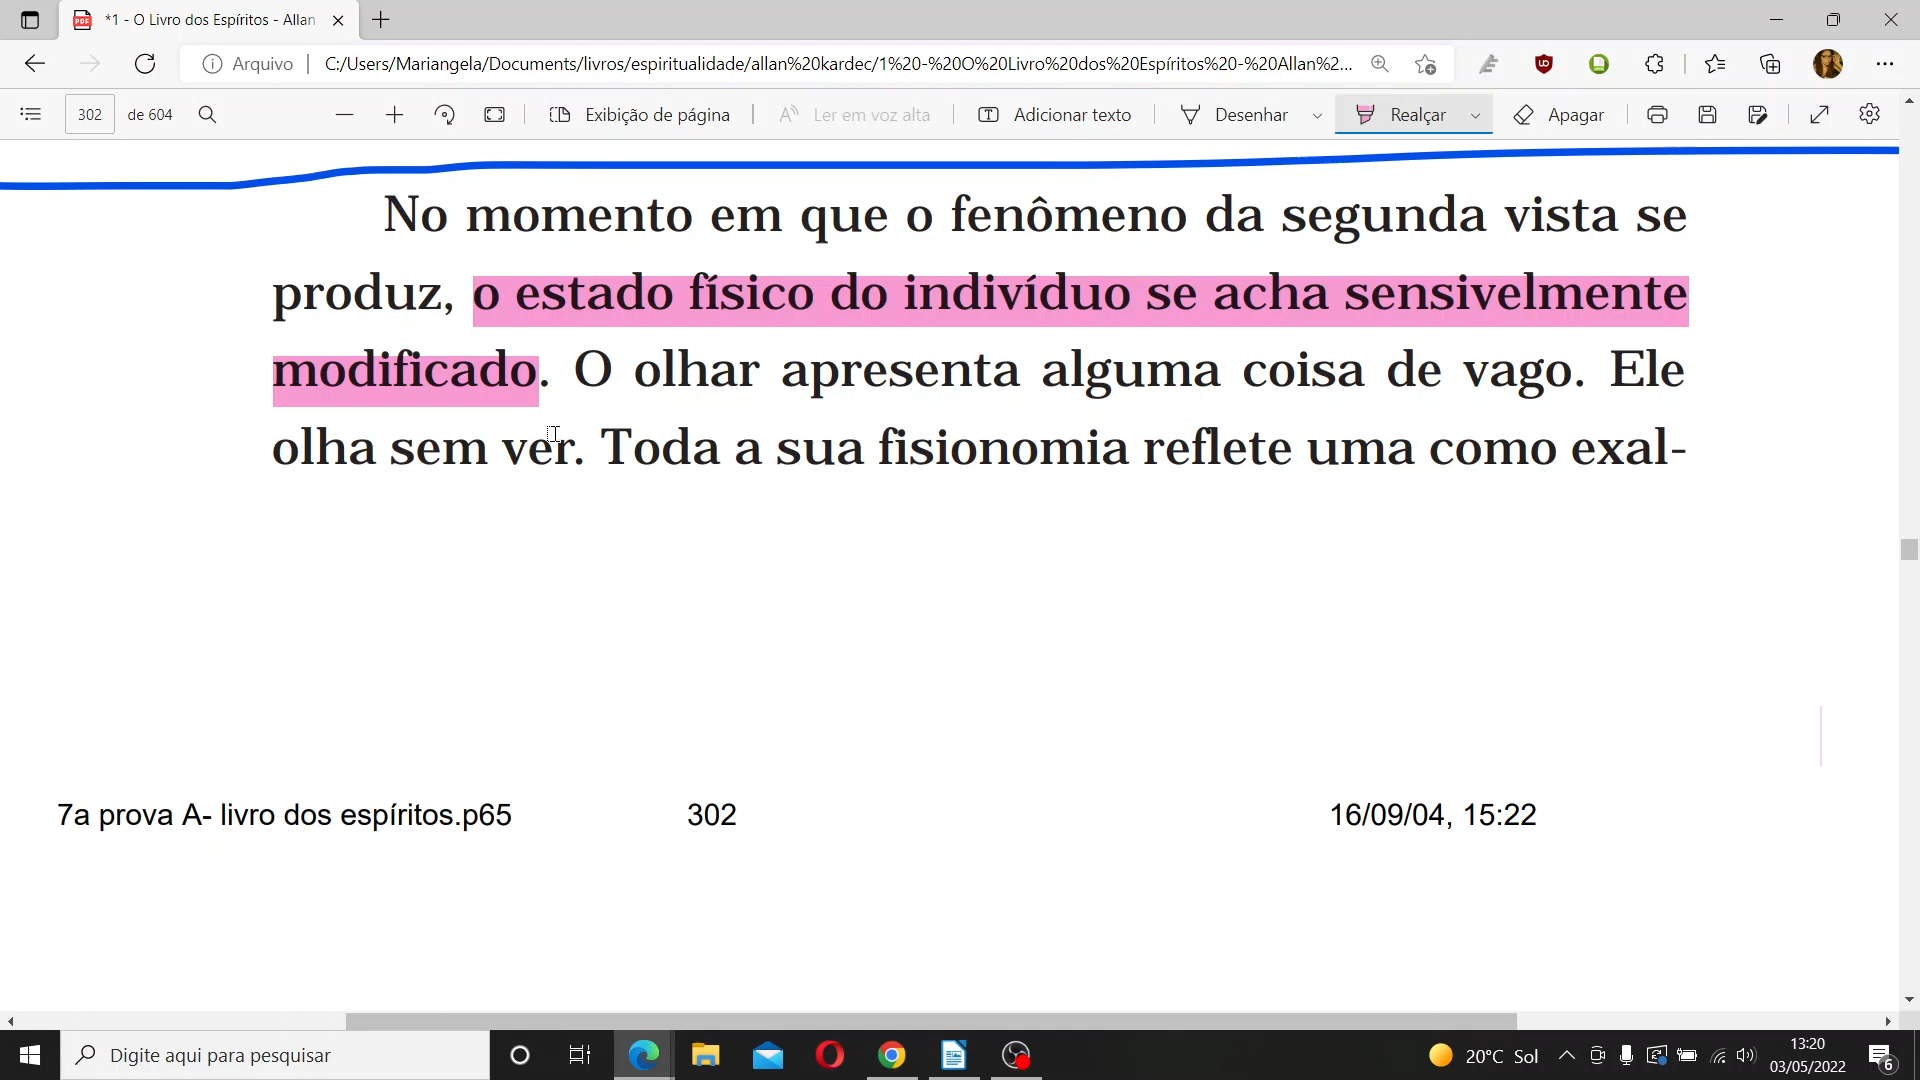 *1 - O Livro dos Espíritos - Allan
Arquivo
C:/Users/Mariangela/Documents/livros/espiritualidade/allan%20kardec/1%20-%20O%20Livro%20dos%20Espíritos%20-%20Allan%2...
302 de 604
Exibição de página
Ler em voz alta
Adicionar texto
Desenhar
Realçar
Apagar
No momento em que o fenômeno da segunda vista se
produz, o estado físico do indivíduo se acha sensivelmente
modificado. O olhar apresenta alguma coisa de vago. Ele
olha sem ver. Toda a sua fisionomia reflete uma como exal-
7a prova A- livro dos espíritos.p65 302 16/09/04, 15:22
Digite aqui para pesquisar
20°C Sol
13:20
03/05/2022
6